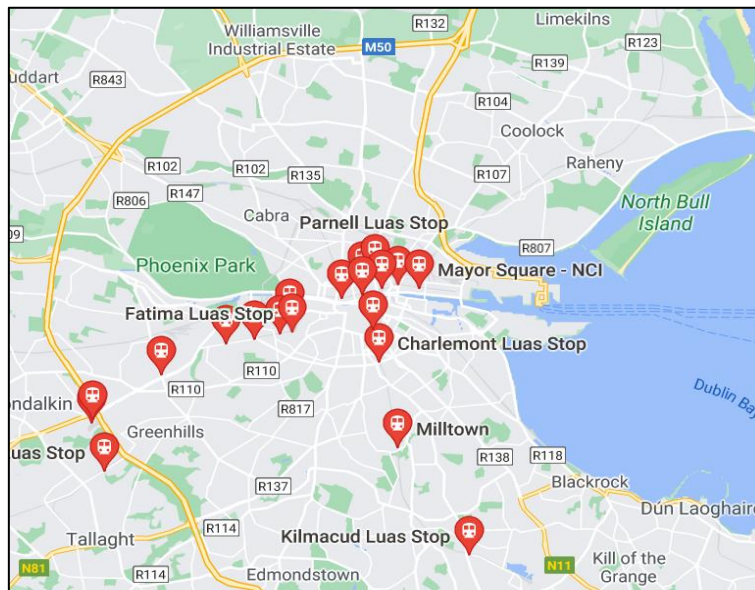 R132
Limekilns
Williamsville
Industrial Estate
M50
R123
uddart
R843
R139
R104
Coolock
R102
R102
R107
Raheny
R147
R135
R806
Cabra
North Bull
Island
Parnell Luas Stop
09
R807
Phoenix Park
Mayor Square - NCI
Fatima Luas Stop
Charlemont Luas Stop
R110
R110
Dublin Bay
ondalkin
R817
Greenhills
Milltown
uas Stop
R138
R118
R137
Blackrock
Dún Laoghaire
R114
Tallaght
Kilmacud Luas Stop
N81
R114
Edmondstown
N11
Kill of the
Grange